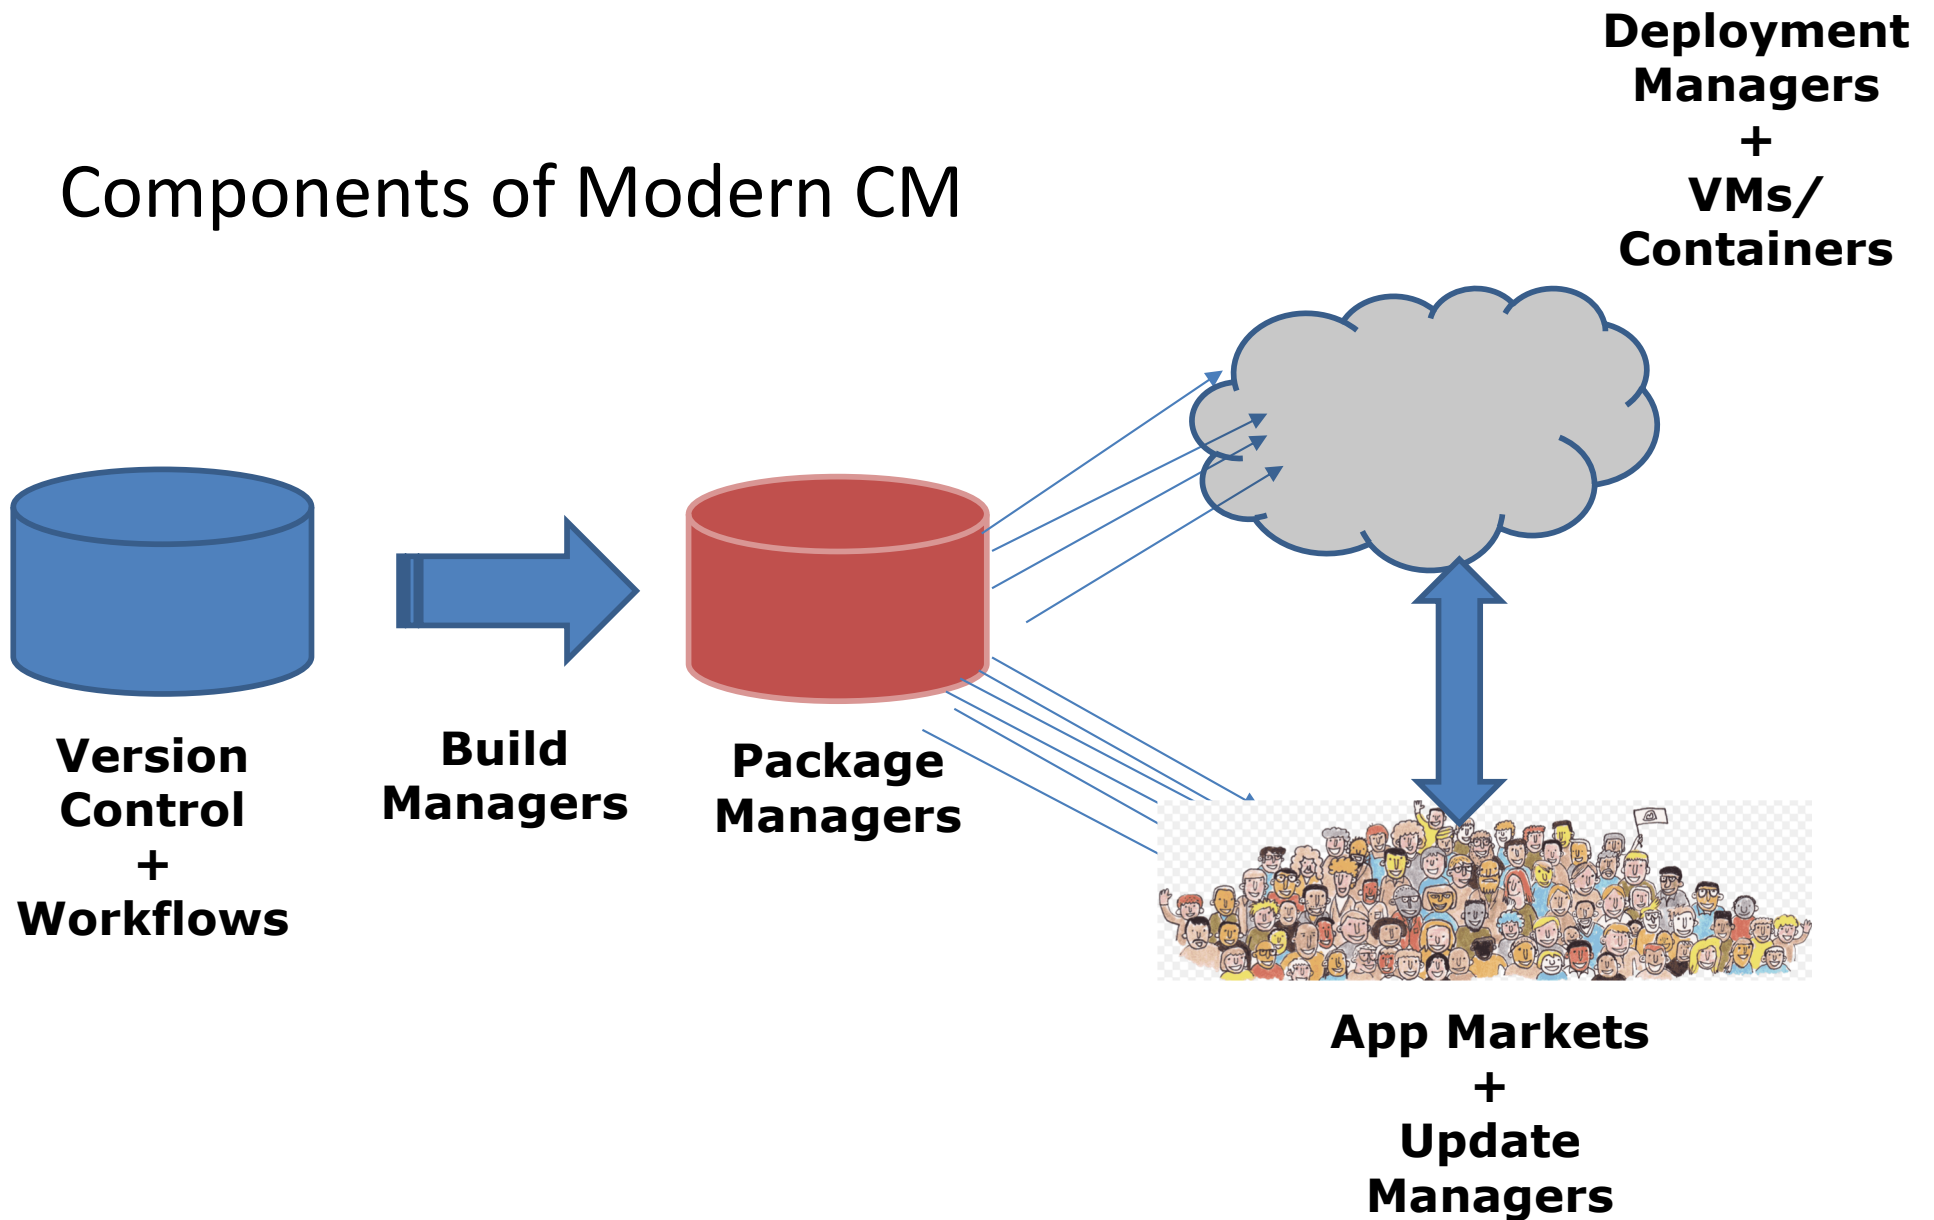 Components of Modern CM
Deployment
Managers
+
VMs/
Containers
Version
Control
+
Workflows
Build
Managers
Package
Managers
App Markets
+
Update
Managers